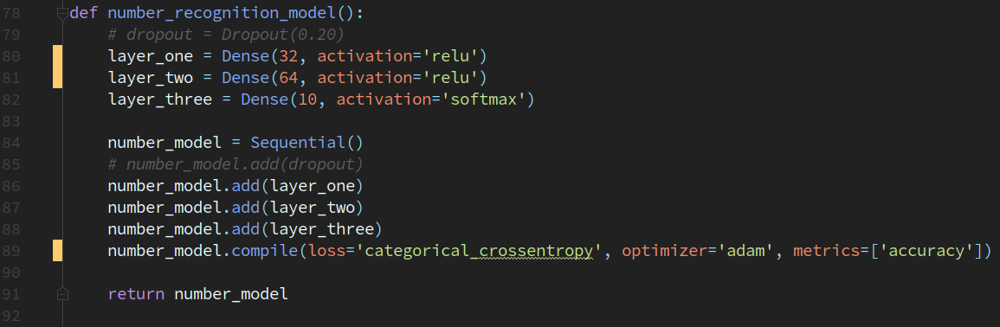 78 def number_recognition_model():
79     # dropout = Dropout(0.20)
80     layer_one = Dense(32, activation='relu')
81     layer_two = Dense(64, activation='relu')
82     layer_three = Dense(10, activation='softmax')
83
84     number_model = Sequential()
85     # number_model.add(dropout)
86     number_model.add(layer_one)
87     number_model.add(layer_two)
88     number_model.add(layer_three)
89     number_model.compile(loss='categorical_crossentropy', optimizer='adam', metrics=['accuracy'])
90
91     return number_model
92